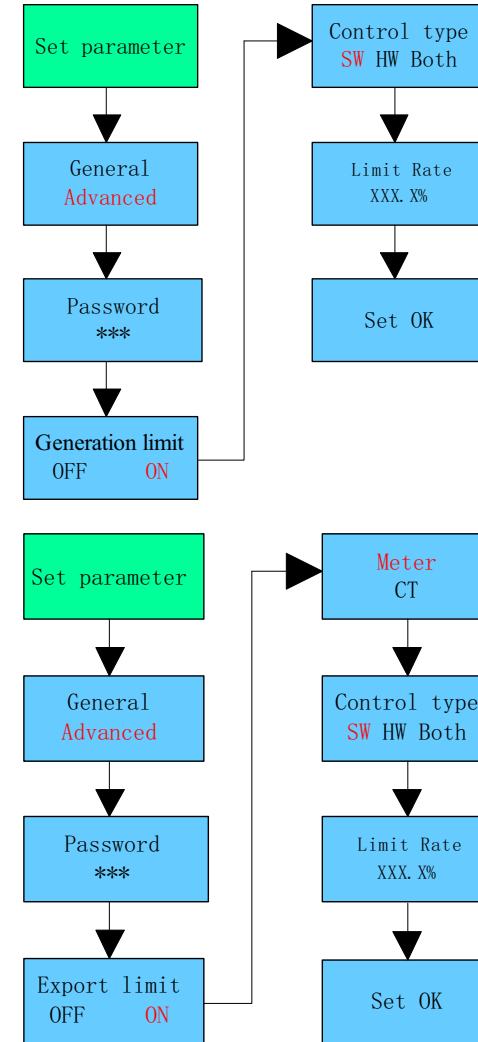 Set parameter
General
Advanced
Password
***
Generation limit
OFF ON
Control type
SW HW Both
Limit Rate
XXX.X%
Set OK
Set parameter
General
Advanced
Password
***
Export limit
OFF ON
Meter
CT
Control type
SW HW Both
Limit Rate
XXX.X%
Set OK